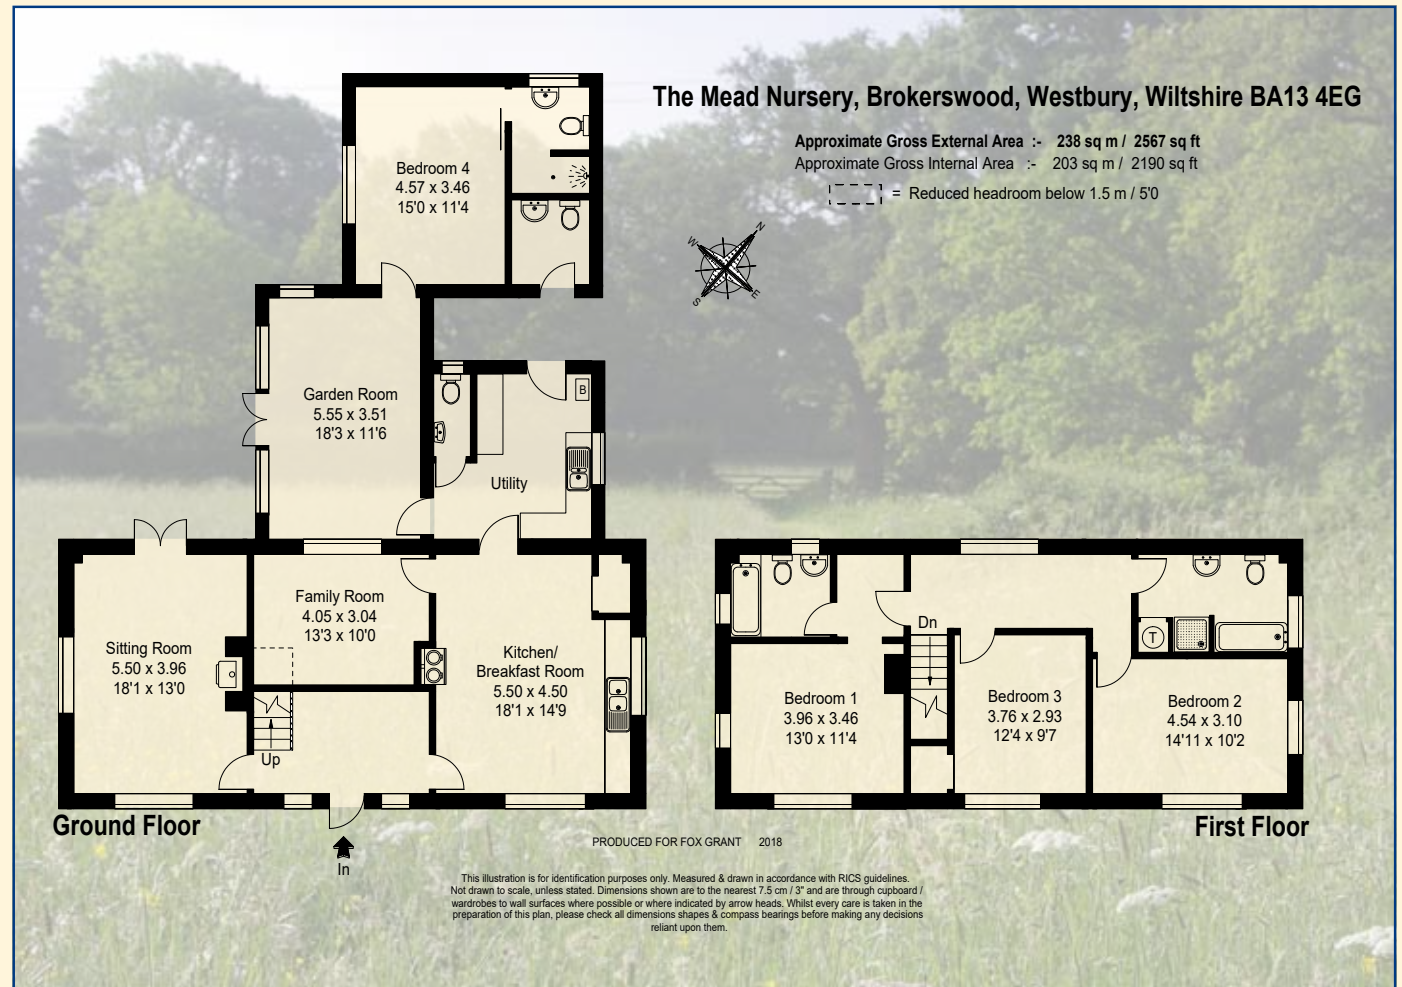 The Mead Nursery, Brokerswood, Westbury, Wiltshire BA13 4EG
Approximate Gross External Area :- 238 sq m / 2567 sq ft
Approximate Gross Internal Area :- 203 sq m / 2190 sq ft
= Reduced headroom below 1.5 m / 5'0
N
W
E
S
Bedroom 4
4.57 x 3.46
15'0 x 11'4
Garden Room
5.55 x 3.51
18'3 x 11'6
B
Utility
Family Room
4.05 x 3.04
13'3 x 10'0
Sitting Room
5.50 x 3.96
18'1 x 13'0
Kitchen/
Breakfast Room
5.50 x 4.50
18'1 x 14'9
Up
In
Ground Floor
Dn
T
Bedroom 1
3.96 x 3.46
13'0 x 11'4
Bedroom 3
3.76 x 2.93
12'4 x 9'7
Bedroom 2
4.54 x 3.10
14'11 x 10'2
First Floor
PRODUCED FOR FOX GRANT 2018
This illustration is for identification purposes only. Measured & drawn in accordance with RICS guidelines.
Not drawn to scale, unless stated. Dimensions shown are to the nearest 7.5 cm / 3" and are through cupboard /
wardrobes to wall surfaces where possible or where indicated by arrow heads. Whilst every care is taken in the
preparation of this plan, please check all dimensions shapes & compass bearings before making any decisions
reliant upon them.